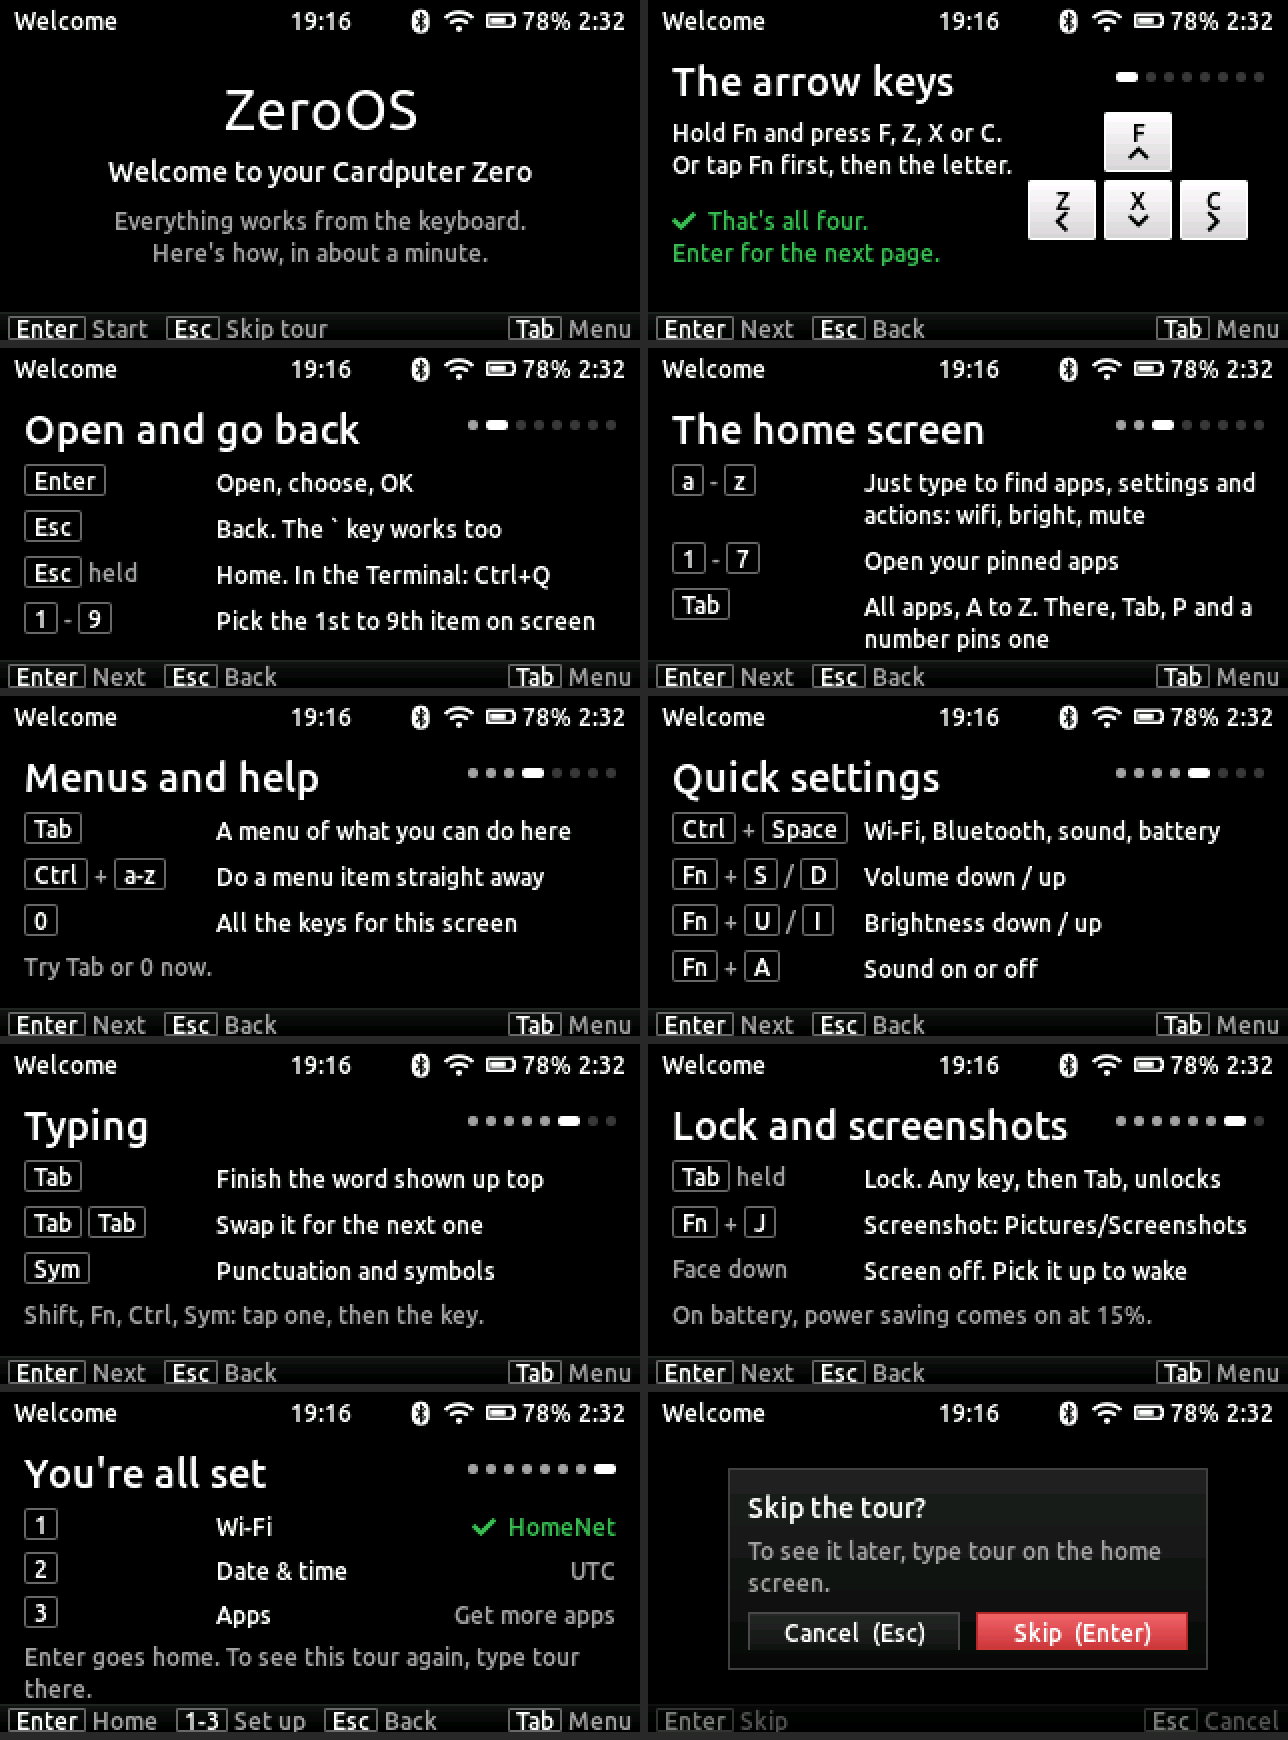 Welcome 19:16 78% 2:32
ZeroOS
Welcome to your Cardputer Zero
Everything works from the keyboard.
Here's how, in about a minute.
Enter Start Esc Skip tour Tab Menu
Welcome 19:16 78% 2:32
The arrow keys
Hold Fn and press F, Z, X or C.
Or tap Fn first, then the letter.
F
Z X C
That's all four.
Enter for the next page.
Enter Next Esc Back Tab Menu
Welcome 19:16 78% 2:32
Open and go back
Enter Open, choose, OK
Esc Back. The ` key works too
Esc held Home. In the Terminal: Ctrl+Q
1 - 9 Pick the 1st to 9th item on screen
Enter Next Esc Back Tab Menu
Welcome 19:16 78% 2:32
The home screen
a - z Just type to find apps, settings and
actions: wifi, bright, mute
1 - 7 Open your pinned apps
Tab All apps, A to Z. There, Tab, P and a
number pins one
Enter Next Esc Back Tab Menu
Welcome 19:16 78% 2:32
Menus and help
Tab A menu of what you can do here
Ctrl + a-z Do a menu item straight away
0 All the keys for this screen
Try Tab or 0 now.
Enter Next Esc Back Tab Menu
Welcome 19:16 78% 2:32
Quick settings
Ctrl + Space Wi-Fi, Bluetooth, sound, battery
Fn + S / D Volume down / up
Fn + U / I Brightness down / up
Fn + A Sound on or off
Enter Next Esc Back Tab Menu
Welcome 19:16 78% 2:32
Typing
Tab Finish the word shown up top
Tab Tab Swap it for the next one
Sym Punctuation and symbols
Shift, Fn, Ctrl, Sym: tap one, then the key.
Enter Next Esc Back Tab Menu
Welcome 19:16 78% 2:32
Lock and screenshots
Tab held Lock. Any key, then Tab, unlocks
Fn + J Screenshot: Pictures/Screenshots
Face down Screen off. Pick it up to wake
On battery, power saving comes on at 15%.
Enter Next Esc Back Tab Menu
Welcome 19:16 78% 2:32
You're all set
1 Wi-Fi HomeNet
2 Date & time UTC
3 Apps Get more apps
Enter goes home. To see this tour again, type tour
there.
Enter Home 1-3 Set up Esc Back Tab Menu
Welcome 19:16 78% 2:32
Skip the tour?
To see it later, type tour on the home
screen.
Cancel (Esc) Skip (Enter)
Enter Skip Esc Cancel